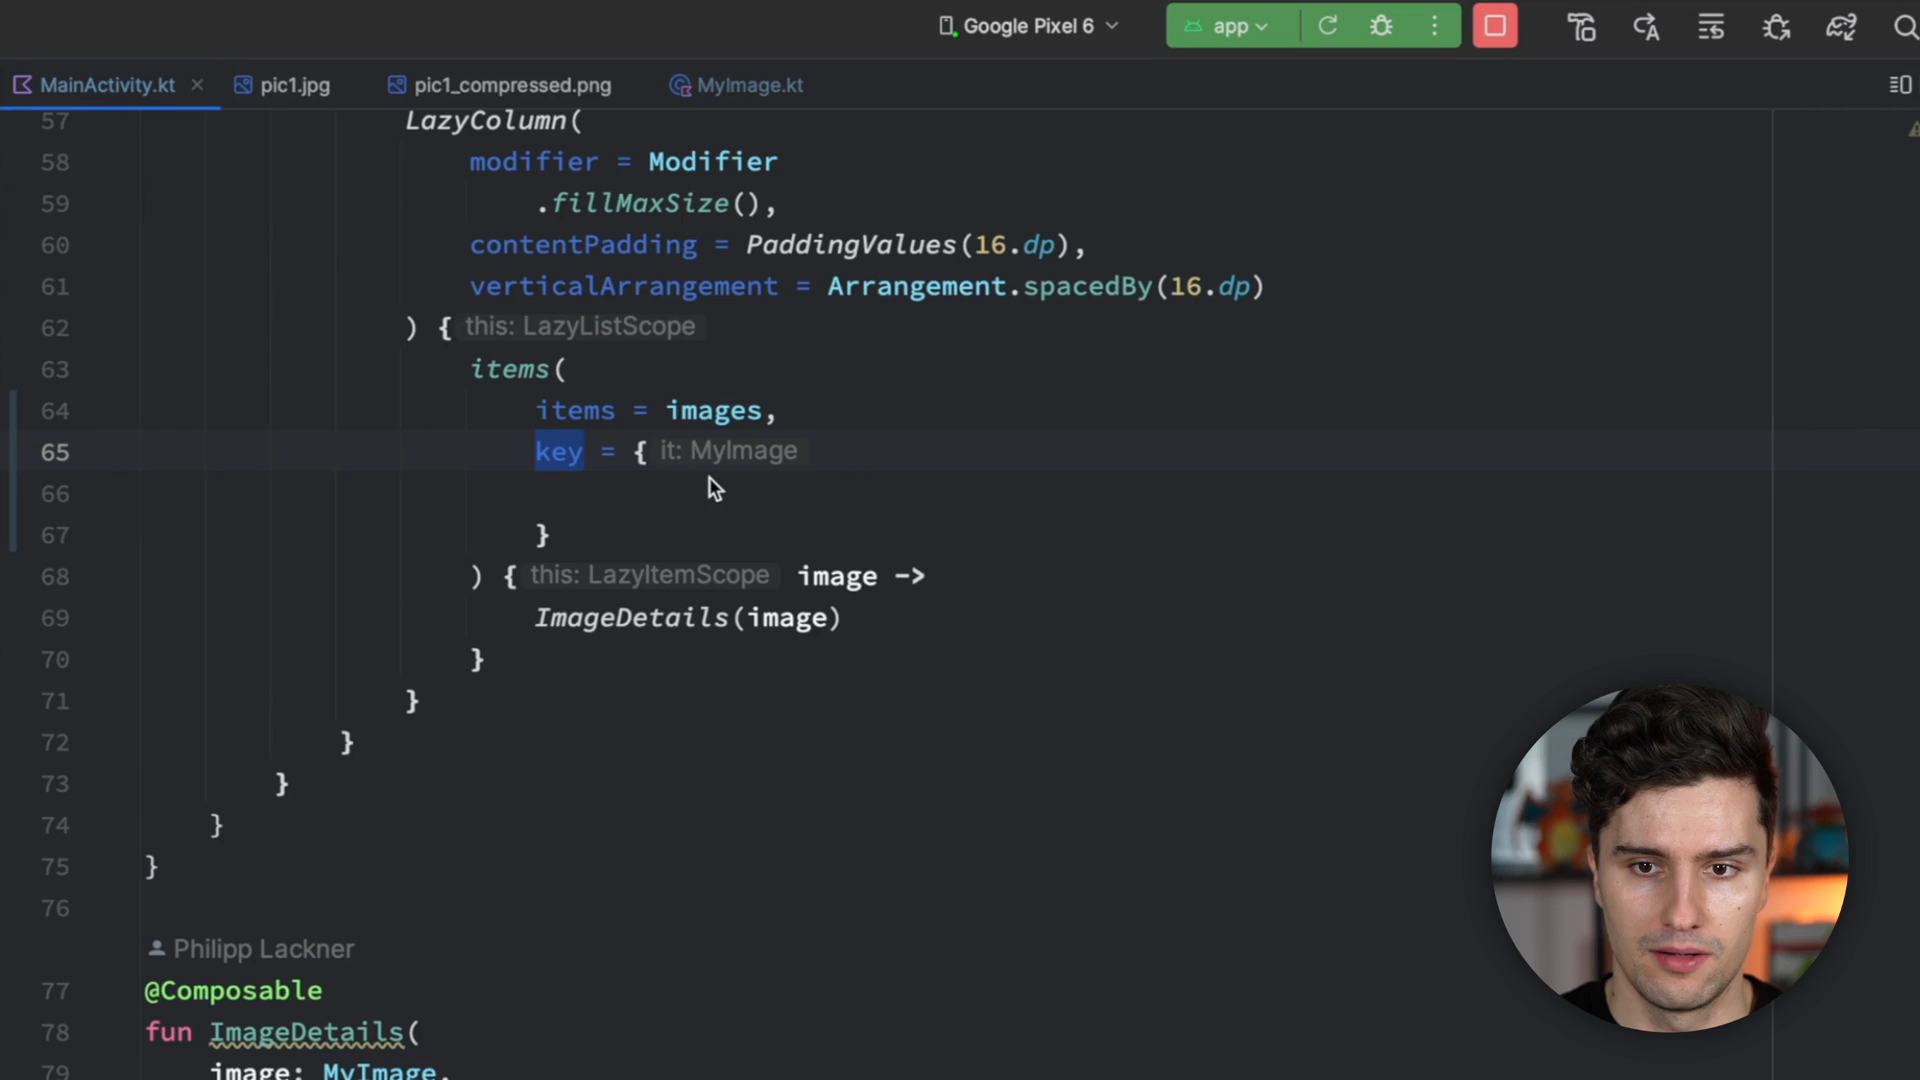 Google Pixel 6 app
MainActivity.kt pic1.jpg pic1_compressed.png MyImage.kt
57 LazyColumn(
58 modifier = Modifier
59 .fillMaxSize(),
60 contentPadding = PaddingValues(16.dp),
61 verticalArrangement = Arrangement.spacedBy(16.dp)
62 ) { this: LazyListScope
63 items(
64 items = images,
65 key = { it: MyImage
66
67 }
68 ) { this: LazyItemScope image ->
69 ImageDetails(image)
70 }
71 }
72 }
73 }
74 }
75 }
76
Philipp Lackner
77 @Composable
78 fun ImageDetails(
79 image: MyImage,